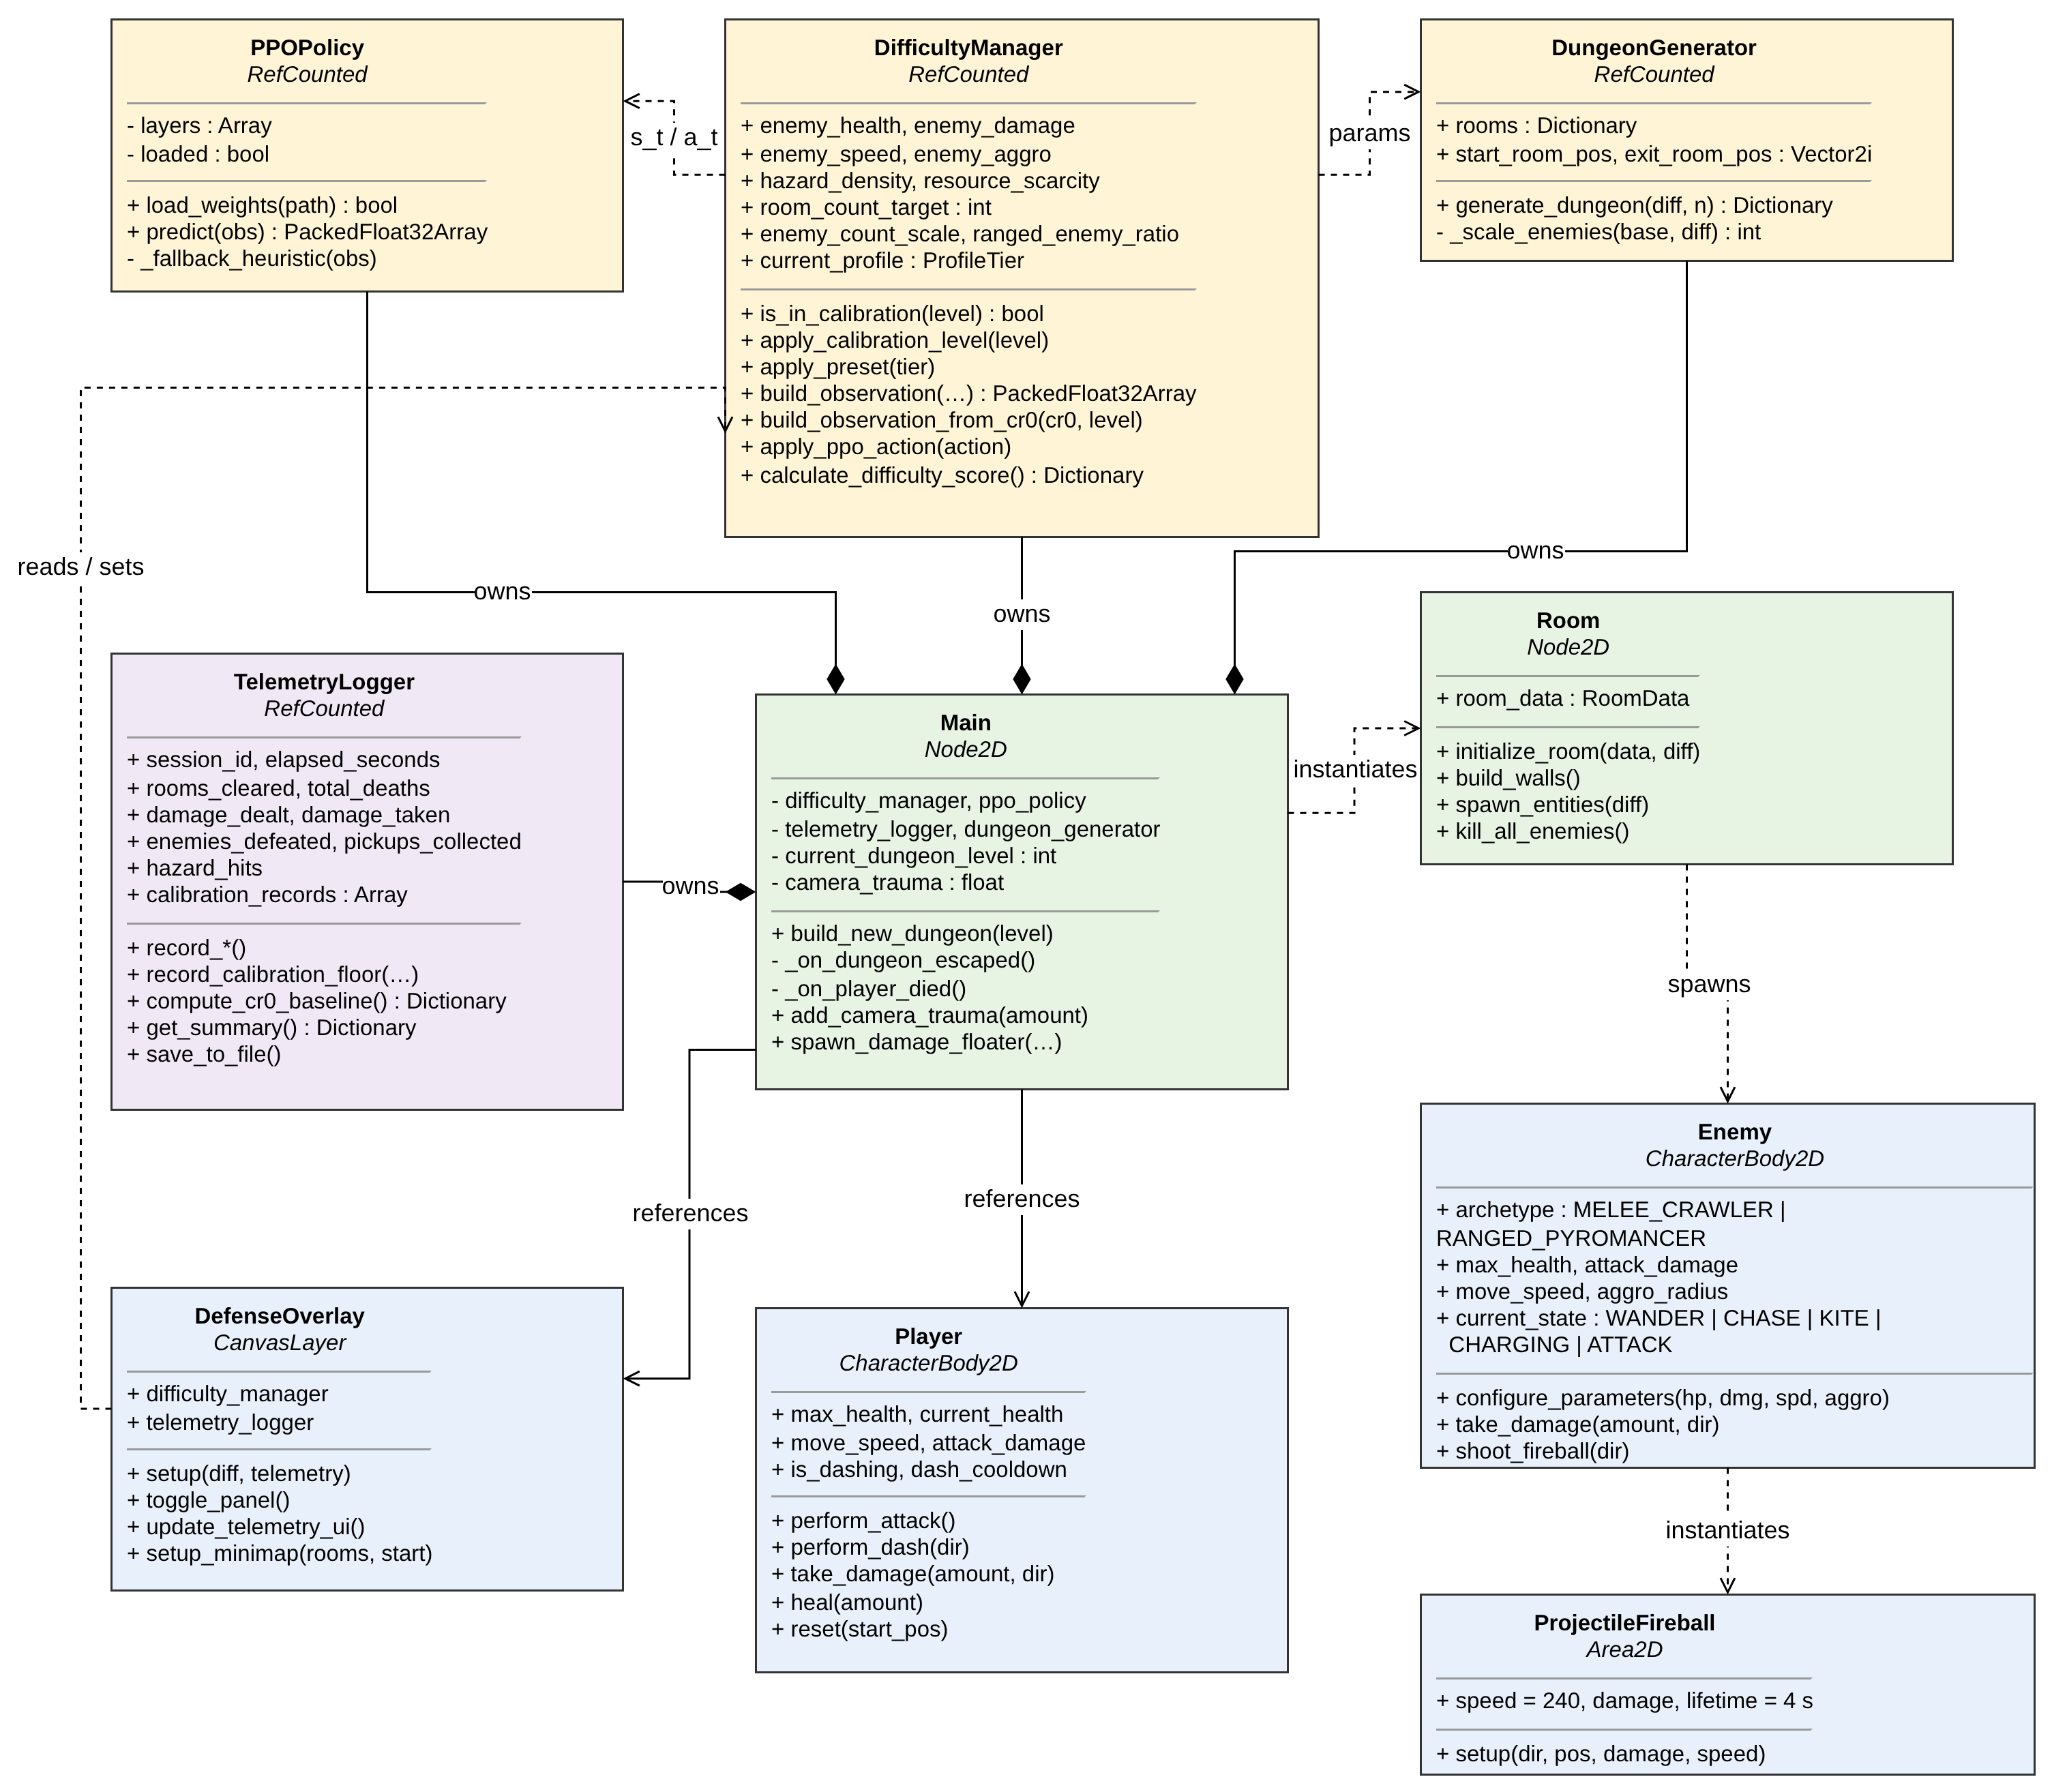 PPOPolicy
RefCounted
- layers : Array
- loaded : bool
+ load_weights(path) : bool
+ predict(obs) : PackedFloat32Array
- _fallback_heuristic(obs)
s_t / a_t
DifficultyManager
RefCounted
+ enemy_health, enemy_damage
+ enemy_speed, enemy_aggro
+ hazard_density, resource_scarcity
+ room_count_target : int
+ enemy_count_scale, ranged_enemy_ratio
+ current_profile : ProfileTier
+ is_in_calibration(level) : bool
+ apply_calibration_level(level)
+ apply_preset(tier)
+ build_observation(…) : PackedFloat32Array
+ build_observation_from_cr0(cr0, level)
+ apply_ppo_action(action)
+ calculate_difficulty_score() : Dictionary
params
DungeonGenerator
RefCounted
+ rooms : Dictionary
+ start_room_pos, exit_room_pos : Vector2i
+ generate_dungeon(diff, n) : Dictionary
- _scale_enemies(base, diff) : int
reads / sets
owns
owns
owns
TelemetryLogger
RefCounted
+ session_id, elapsed_seconds
+ rooms_cleared, total_deaths
+ damage_dealt, damage_taken
+ enemies_defeated, pickups_collected
+ hazard_hits
+ calibration_records : Array
+ record_*()
+ record_calibration_floor(…)
+ compute_cr0_baseline() : Dictionary
+ get_summary() : Dictionary
+ save_to_file()
owns
Main
Node2D
- difficulty_manager, ppo_policy
- telemetry_logger, dungeon_generator
- current_dungeon_level : int
- camera_trauma : float
+ build_new_dungeon(level)
- _on_dungeon_escaped()
- _on_player_died()
+ add_camera_trauma(amount)
+ spawn_damage_floater(…)
instantiates
Room
Node2D
+ room_data : RoomData
+ initialize_room(data, diff)
+ build_walls()
+ spawn_entities(diff)
+ kill_all_enemies()
spawns
references
references
DefenseOverlay
CanvasLayer
+ difficulty_manager
+ telemetry_logger
+ setup(diff, telemetry)
+ toggle_panel()
+ update_telemetry_ui()
+ setup_minimap(rooms, start)
Player
CharacterBody2D
+ max_health, current_health
+ move_speed, attack_damage
+ is_dashing, dash_cooldown
+ perform_attack()
+ perform_dash(dir)
+ take_damage(amount, dir)
+ heal(amount)
+ reset(start_pos)
Enemy
CharacterBody2D
+ archetype : MELEE_CRAWLER |
RANGED_PYROMANCER
+ max_health, attack_damage
+ move_speed, aggro_radius
+ current_state : WANDER | CHASE | KITE |
CHARGING | ATTACK
+ configure_parameters(hp, dmg, spd, aggro)
+ take_damage(amount, dir)
+ shoot_fireball(dir)
instantiates
ProjectileFireball
Area2D
+ speed = 240, damage, lifetime = 4 s
+ setup(dir, pos, damage, speed)